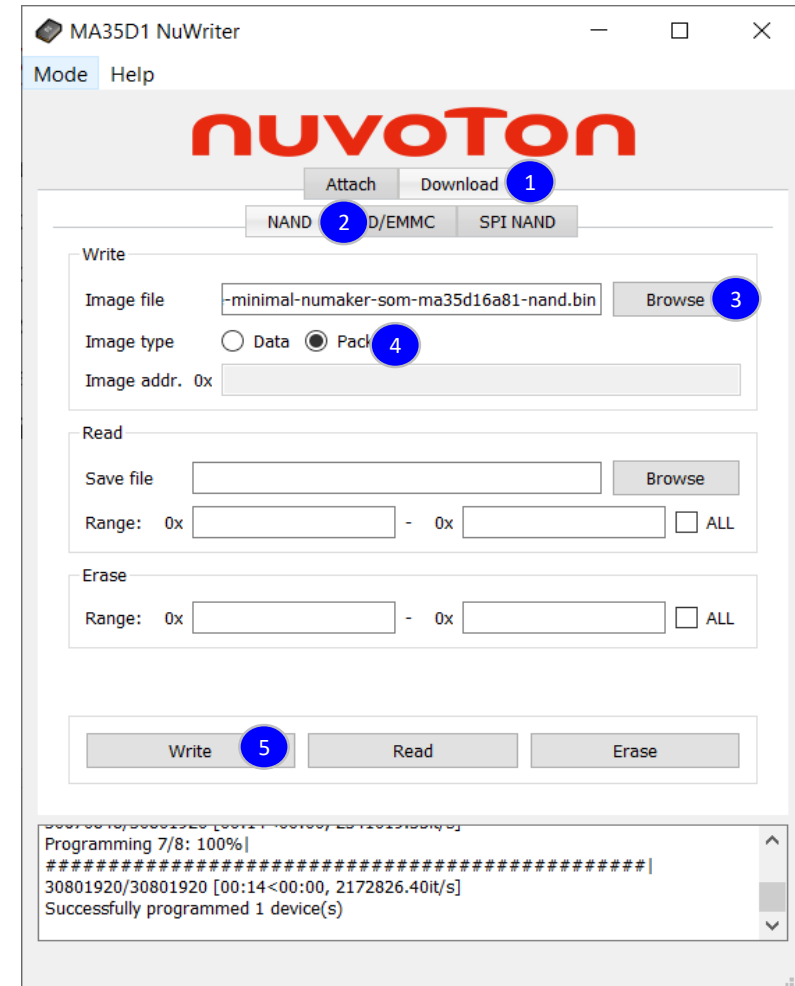 MA35D1 NuWriter
Mode Help
nuvoTon
Attach Download 1
NAND 2 D/EMMC SPI NAND
Write
Image file -minimal-numaker-som-ma35d16a81-nand.bin Browse 3
Image type Data Pack 4
Image addr. 0x
Read
Save file Browse
Range: 0x - 0x ALL
Erase
Range: 0x - 0x ALL
Write 5 Read Erase
Programming 7/8: 100%|
################################################|
30801920/30801920 [00:14<00:00, 2172826.40it/s]
Successfully programmed 1 device(s)